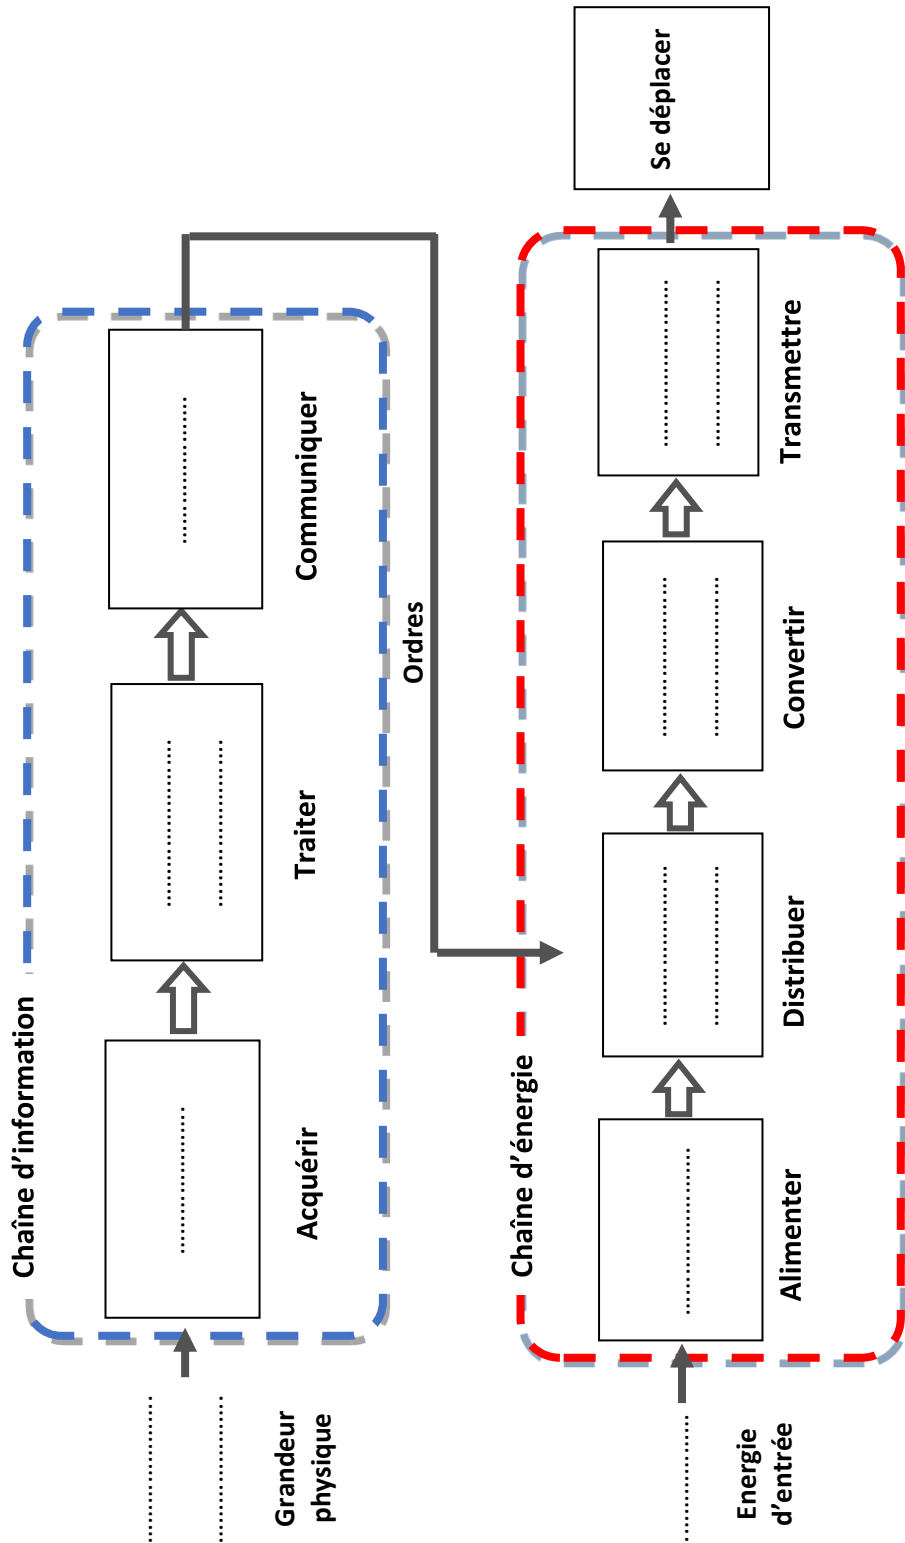 Chaîne d'information
Grandeur
physique
Acquérir
Traiter
Communiquer
Ordres
Chaîne d'énergie
Energie
d'entrée
Alimenter
Distribuer
Convertir
Transmettre
Se déplacer